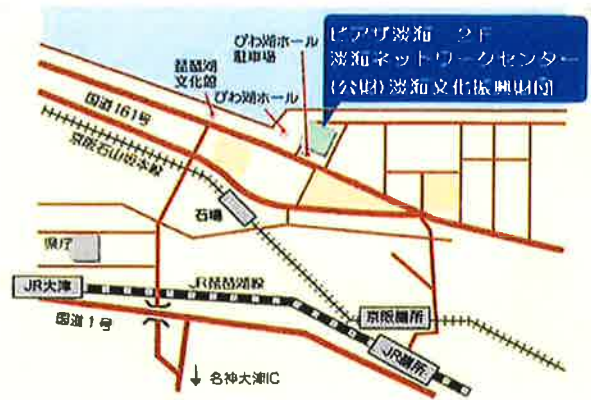 ピアザ淡海 2F
淡海ネットワークセンター
(公財)淡海文化振興財団
びわ湖ホール
駐車場
琵琶湖
文化館
びわ湖ホール
国道161号
京阪石山坂本線
石場
県庁
JR大津
JR琵琶湖線
国道1号
京阪膳所
JR膳所
↓ 名神大津IC